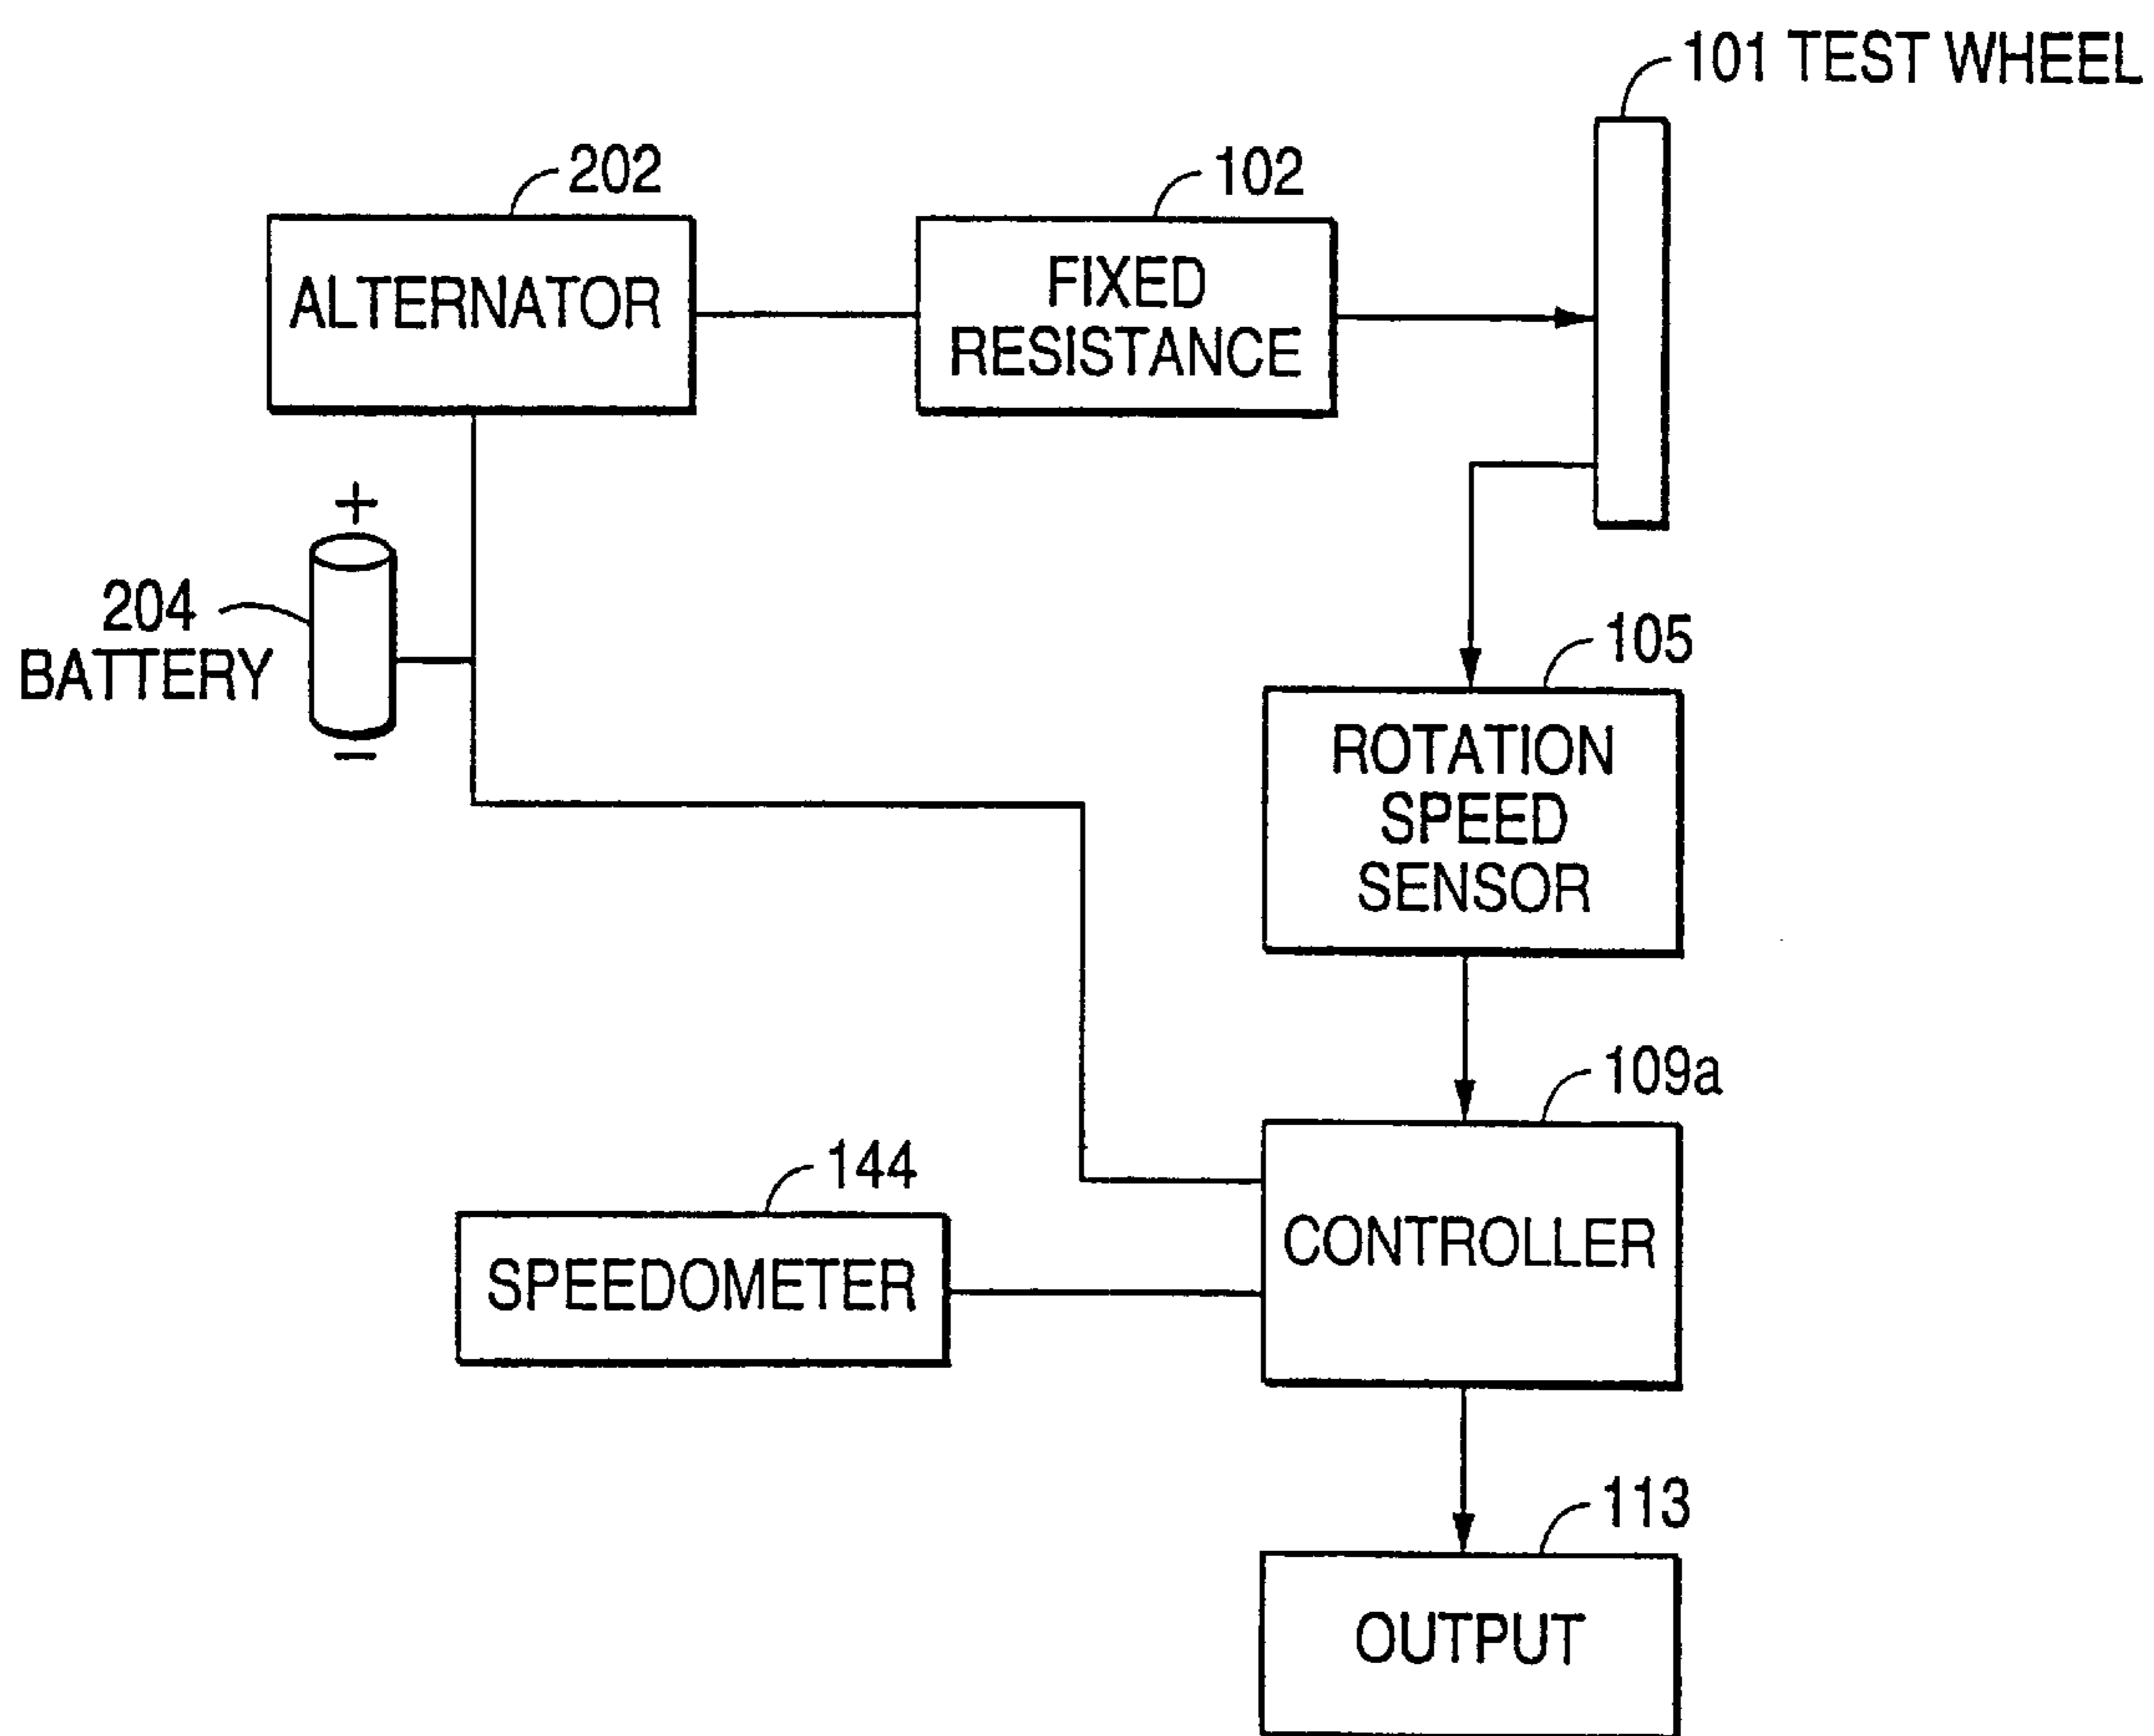 101 TEST WHEEL
202
102
ALTERNATOR
FIXED
RESISTANCE
+
204
BATTERY
−
105
ROTATION
SPEED
SENSOR
109a
144
CONTROLLER
SPEEDOMETER
113
OUTPUT